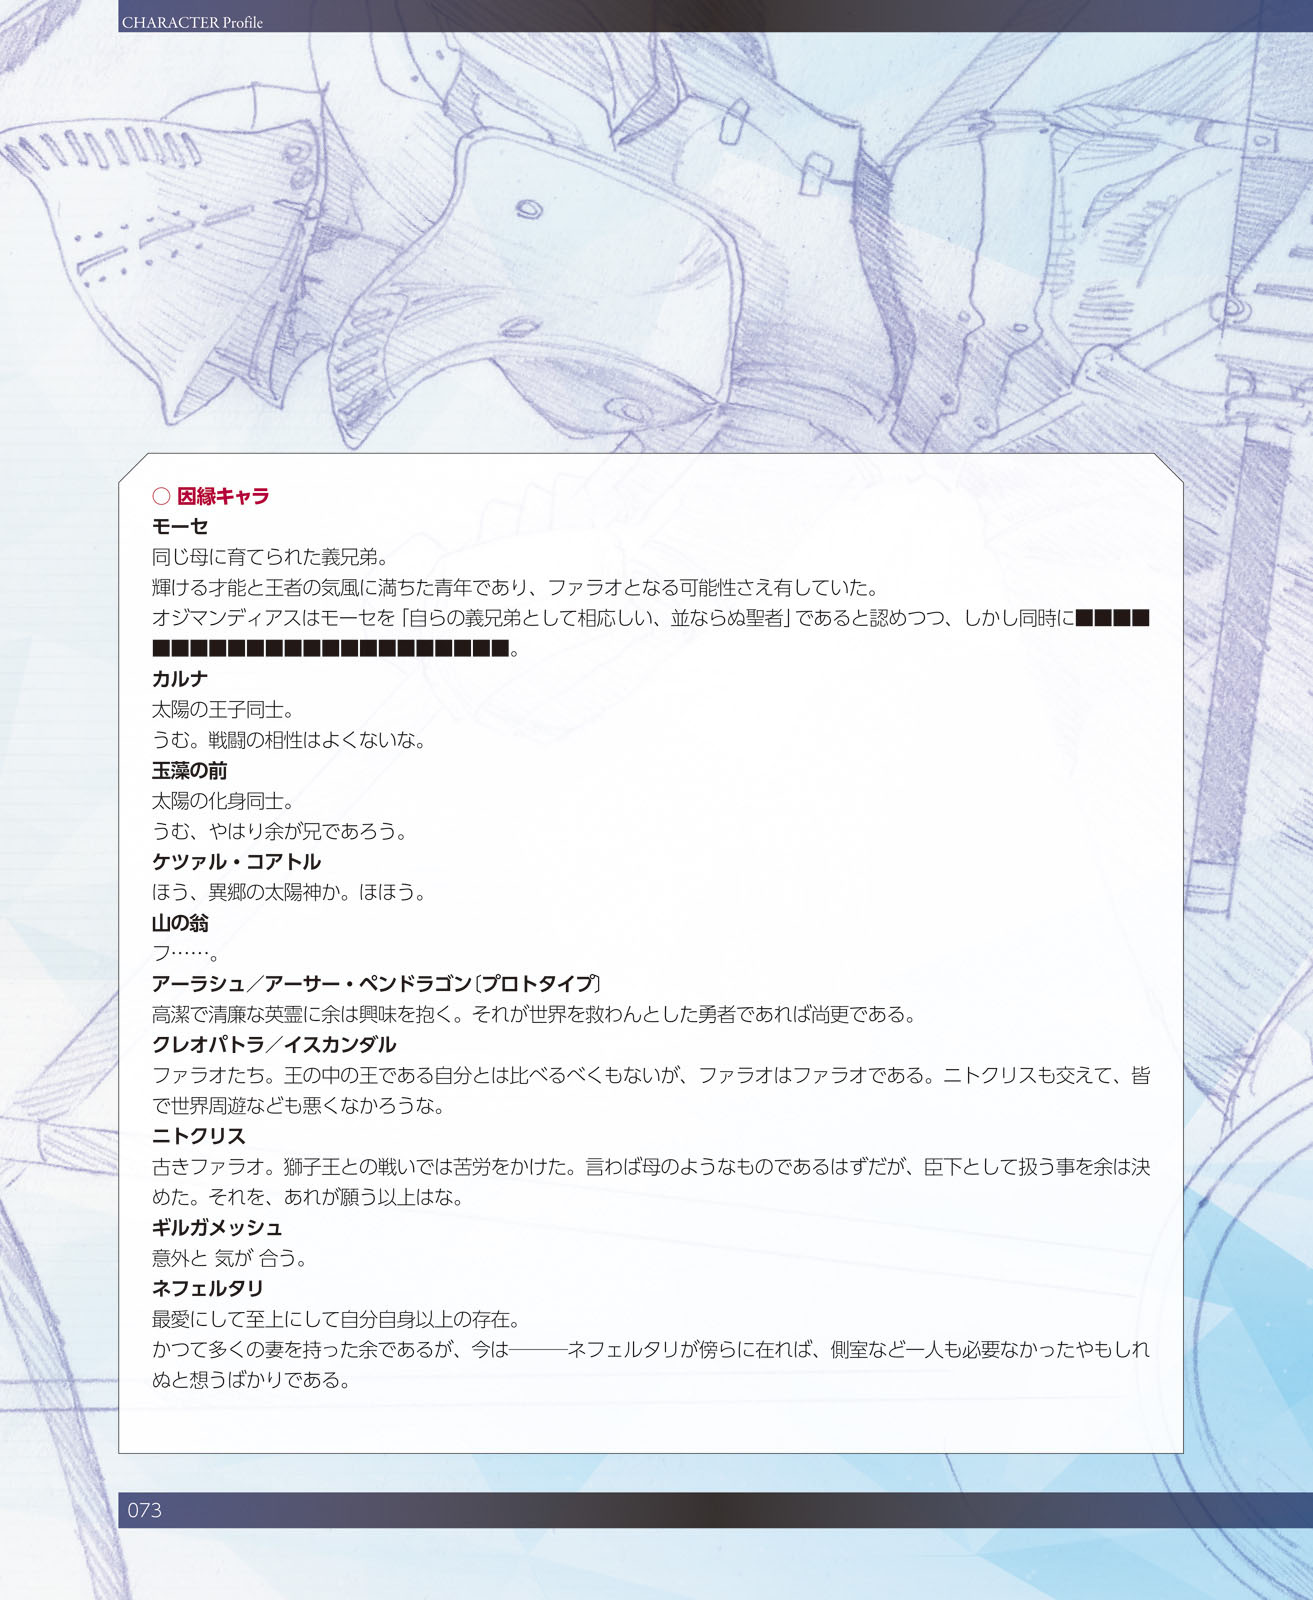 CHARACTER Profile
○ 因縁キャラ
モーセ
同じ母に育てられた義兄弟。
輝ける才能と王者の気風に満ちた青年であり、ファラオとなる可能性さえ有していた。
オジマンディアスはモーセを「自らの義兄弟として相応しい、並ならぬ聖者」であると認めつつ、しかし同時に■■■■
■■■■■■■■■■■■■■■■■■■。
カルナ
太陽の王子同士。
うむ。戦闘の相性はよくないな。
玉藻の前
太陽の化身同士。
うむ、やはり余が兄であろう。
ケツァル・コアトル
ほう、異郷の太陽神か。ほほう。
山の翁
フ……。
アーラシュ／アーサー・ペンドラゴン〔プロトタイプ〕
高潔で清廉な英霊に余は興味を抱く。それが世界を救わんとした勇者であれば尚更である。
クレオパトラ／イスカンダル
ファラオたち。王の中の王である自分とは比べるべくもないが、ファラオはファラオである。ニトクリスも交えて、皆
で世界周遊なども悪くなかろうな。
ニトクリス
古きファラオ。獅子王との戦いでは苦労をかけた。言わば母のようなものであるはずだが、臣下として扱う事を余は決
めた。それを、あれが願う以上はな。
ギルガメッシュ
意外と 気が 合う。
ネフェルタリ
最愛にして至上にして自分自身以上の存在。
かつて多くの妻を持った余であるが、今は———ネフェルタリが傍らに在れば、側室など一人も必要なかったやもしれ
ぬと想うばかりである。
073